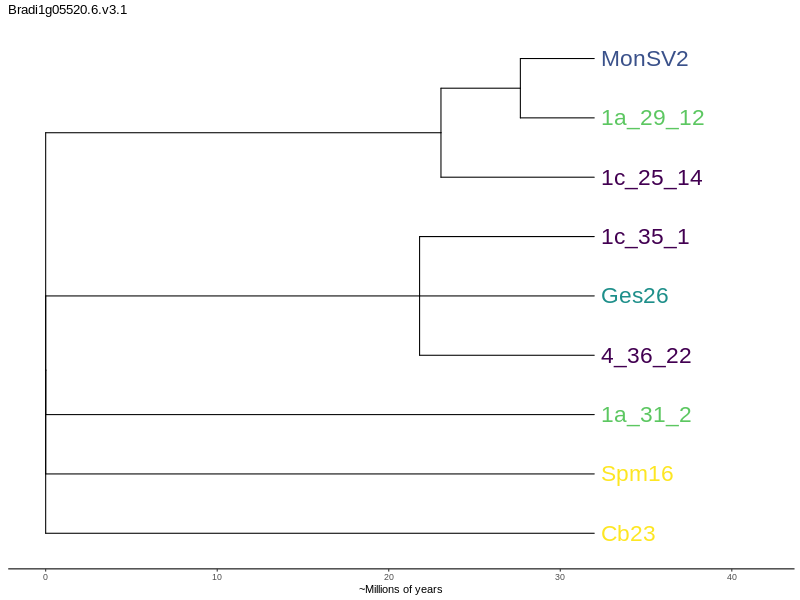 Bradi1g05520.6.v3.1
MonSV2
1a_29_12
1c_25_14
1c_35_1
Ges26
4_36_22
1a_31_2
Spm16
Cb23
0 10 20 30 40
~Millions of years